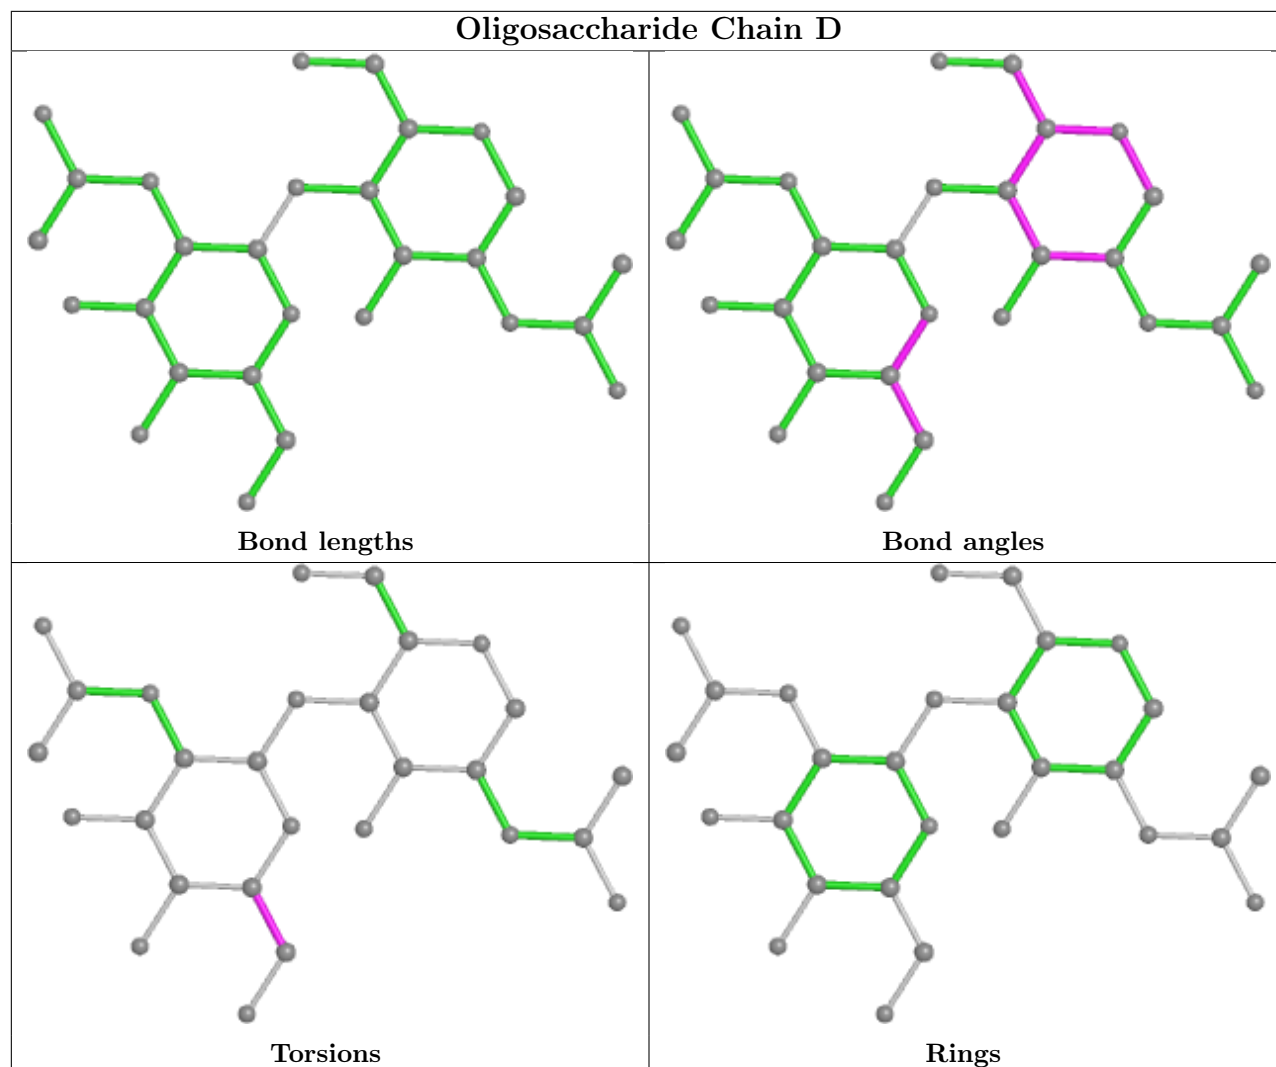 Oligosaccharide Chain D
Bond lengths
Bond angles
Torsions
Rings